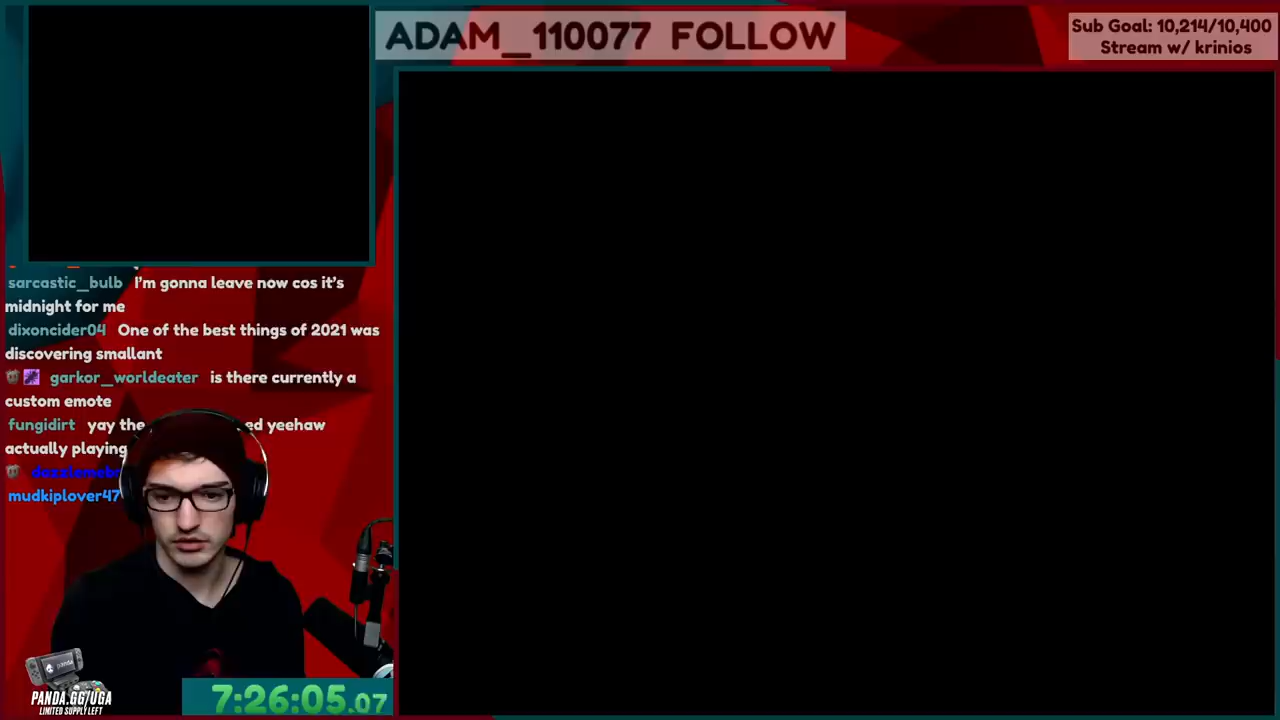 ADAM_110077 FOLLOW
Sub Goal: 10,214/10,400
Stream w/ krinios
sarcastic_bulb I'm gonna leave now cos it's
midnight for me
dixoncider04 One of the best things of 2021 was
discovering smallant
garkor_worldeater is there currently a
custom emote
fungidirt yay the ed yeehaw
actually playing
mudkiplover47
7:26:05.07
panda
PANDA.GG/UGA
LIMITED SUPPLY LEFT